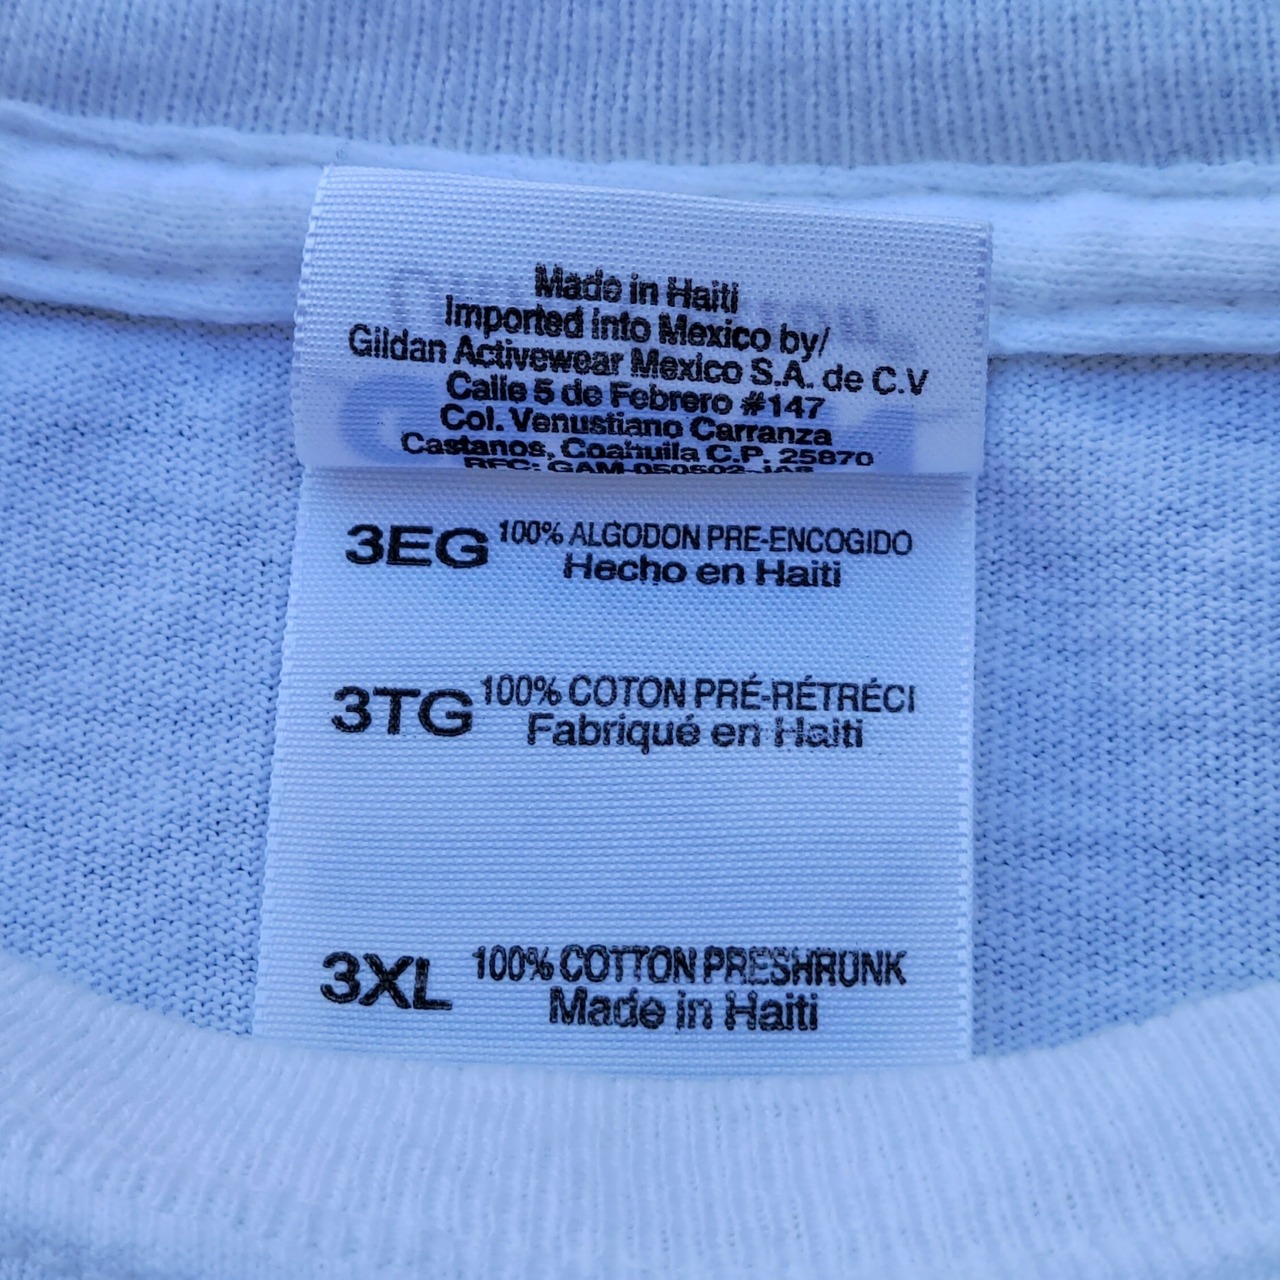 Made in Haiti
Imported into Mexico by/
Gildan Activewear Mexico S.A. de C.V
Calle 5 de Febrero #147
Col. Venustiano Carranza
Castanos, Coahuila C.P. 25870
RFC:
3EG 100% ALGODON PRE-ENCOGIDO
Hecho en Haiti
3TG 100% COTON PRÉ-RÉTRÉCI
Fabriqué en Haiti
3XL 100% COTTON PRESHRUNK
Made in Haiti